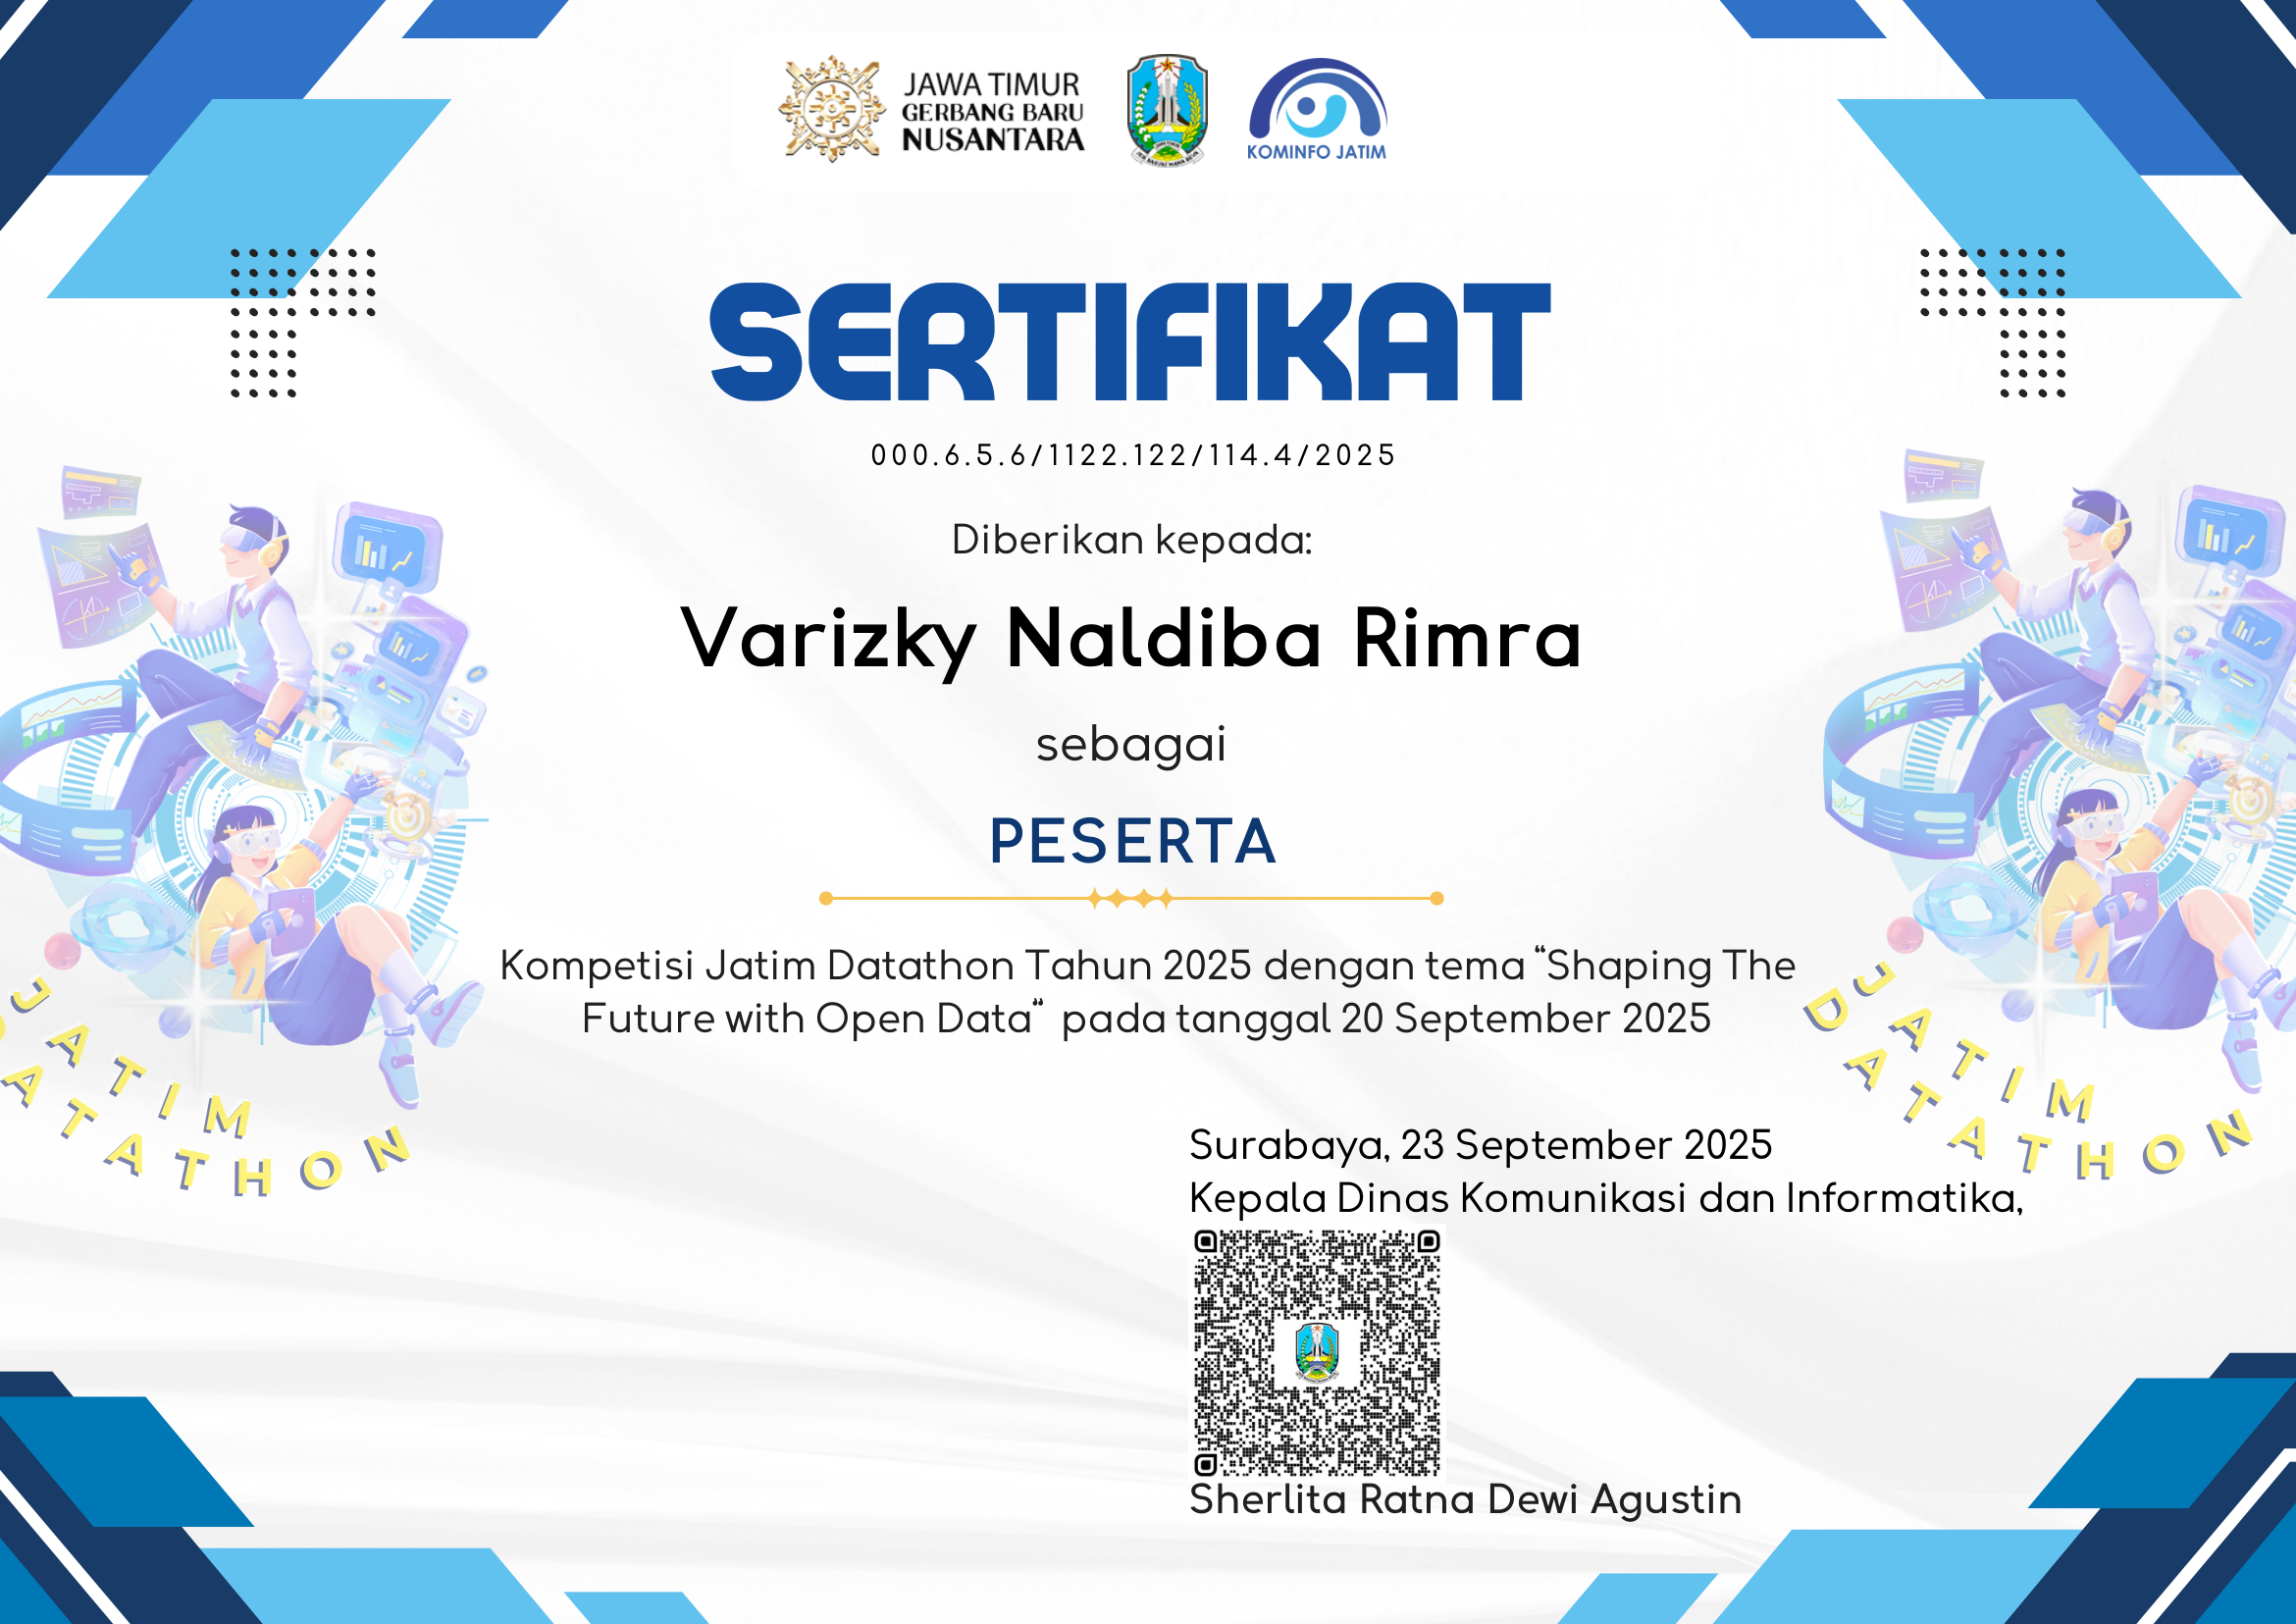 JAWA TIMUR
GERBANG BARU
NUSANTARA
KOMINFO JATIM
SERTIFIKAT
000.6.5.6/1122.122/114.4/2025
Diberikan kepada:
Varizky Naldiba Rimra
sebagai
PESERTA
Kompetisi Jatim Datathon Tahun 2025 dengan tema “Shaping The
Future with Open Data” pada tanggal 20 September 2025
JATIM
DATATHON
JATIM
DATATHON
Surabaya, 23 September 2025
Kepala Dinas Komunikasi dan Informatika,
Sherlita Ratna Dewi Agustin